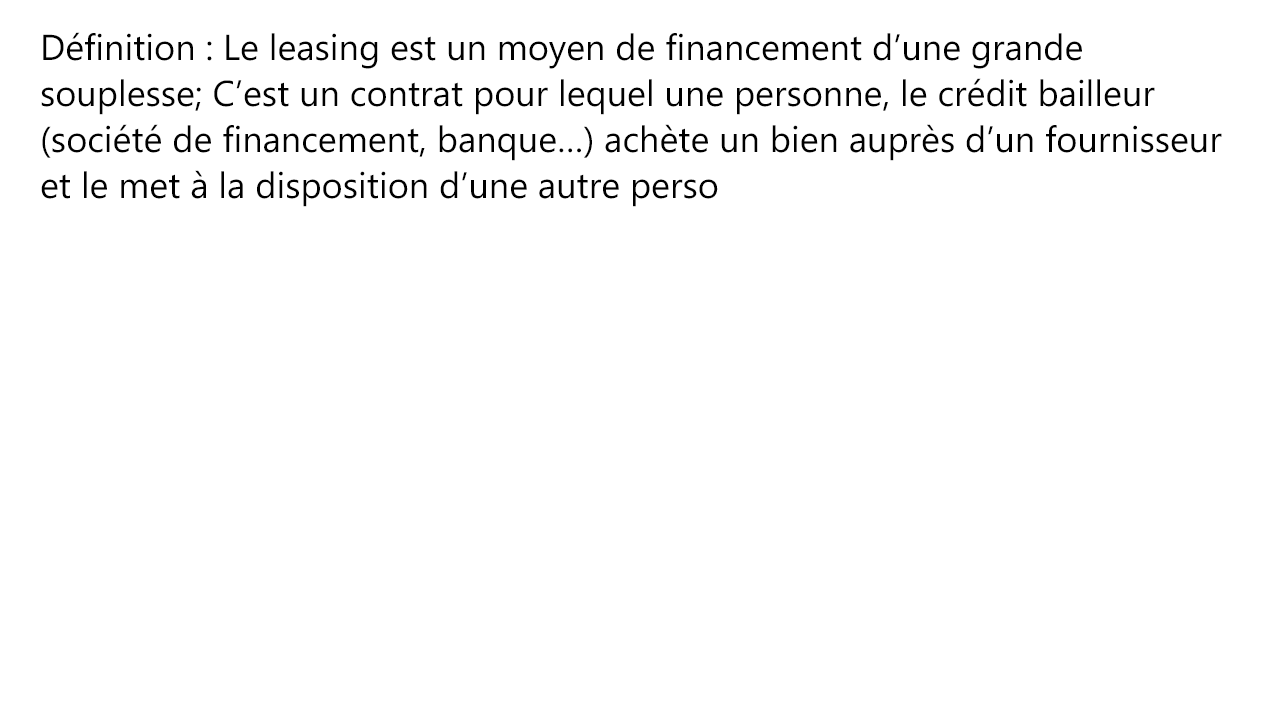 Définition : Le leasing est un moyen de financement d’une grande
souplesse; C’est un contrat pour lequel une personne, le crédit bailleur
(société de financement, banque…) achète un bien auprès d’un fournisseur
et le met à la disposition d’une autre perso